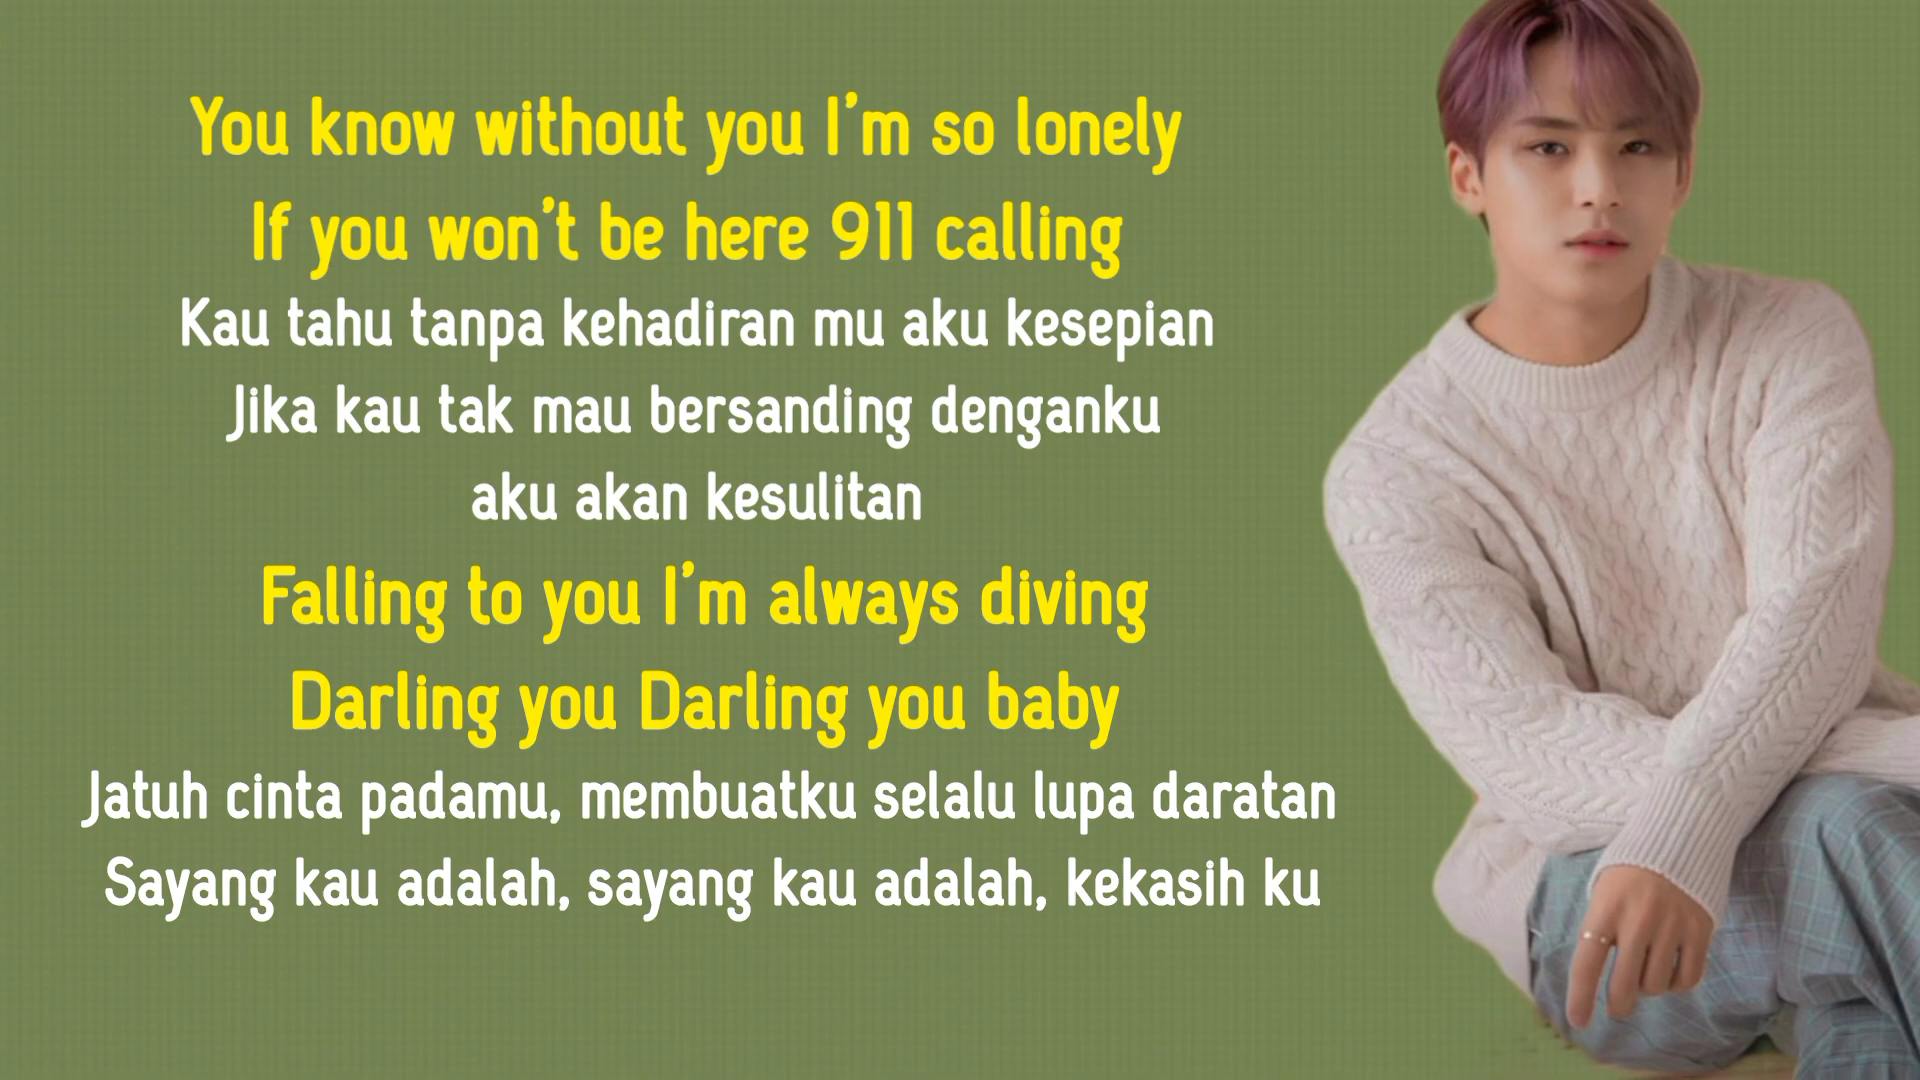 You know without you I'm so lonely
If you won't be here 911 calling
Kau tahu tanpa kehadiran mu aku kesepian
Jika kau tak mau bersanding denganku
aku akan kesulitan
Falling to you I'm always diving
Darling you Darling you baby
Jatuh cinta padamu, membuatku selalu lupa daratan
Sayang kau adalah, sayang kau adalah, kekasih ku